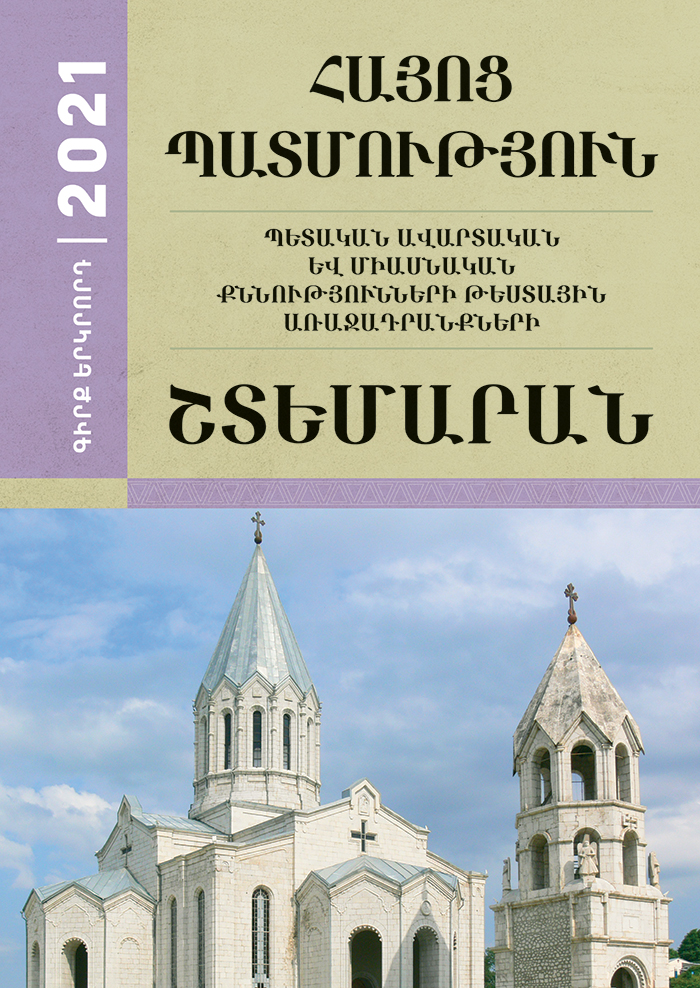 ՀԱՅՈՑ
ՊԱՏՄՈՒԹՅՈՒՆ
ՊԵՏԱԿԱՆ ԱՎԱՐՏԱԿԱՆ
ԵՎ ՄԻԱՍՆԱԿԱՆ
ՔՆՆՈՒԹՅՈՒՆՆԵՐԻ ԹԵՍՏԱՅԻՆ
ԱՌԱՋԱԴՐԱՆՔՆԵՐԻ
ՇՏԵՄԱՐԱՆ
ԳԻՐՔ ԵՐԿՐՈՐԴ | 2021